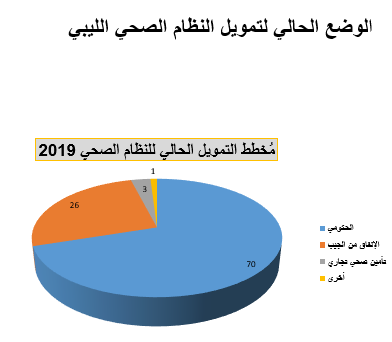 الوضع الحالي لتمويل النظام الصحي الليبي
مُخطط التمويل الحالي للنظام الصحي 2019
1
3
26
70
الحكومي
الإنفاق من الجيب
تأمين صحي تجاري
أخرى